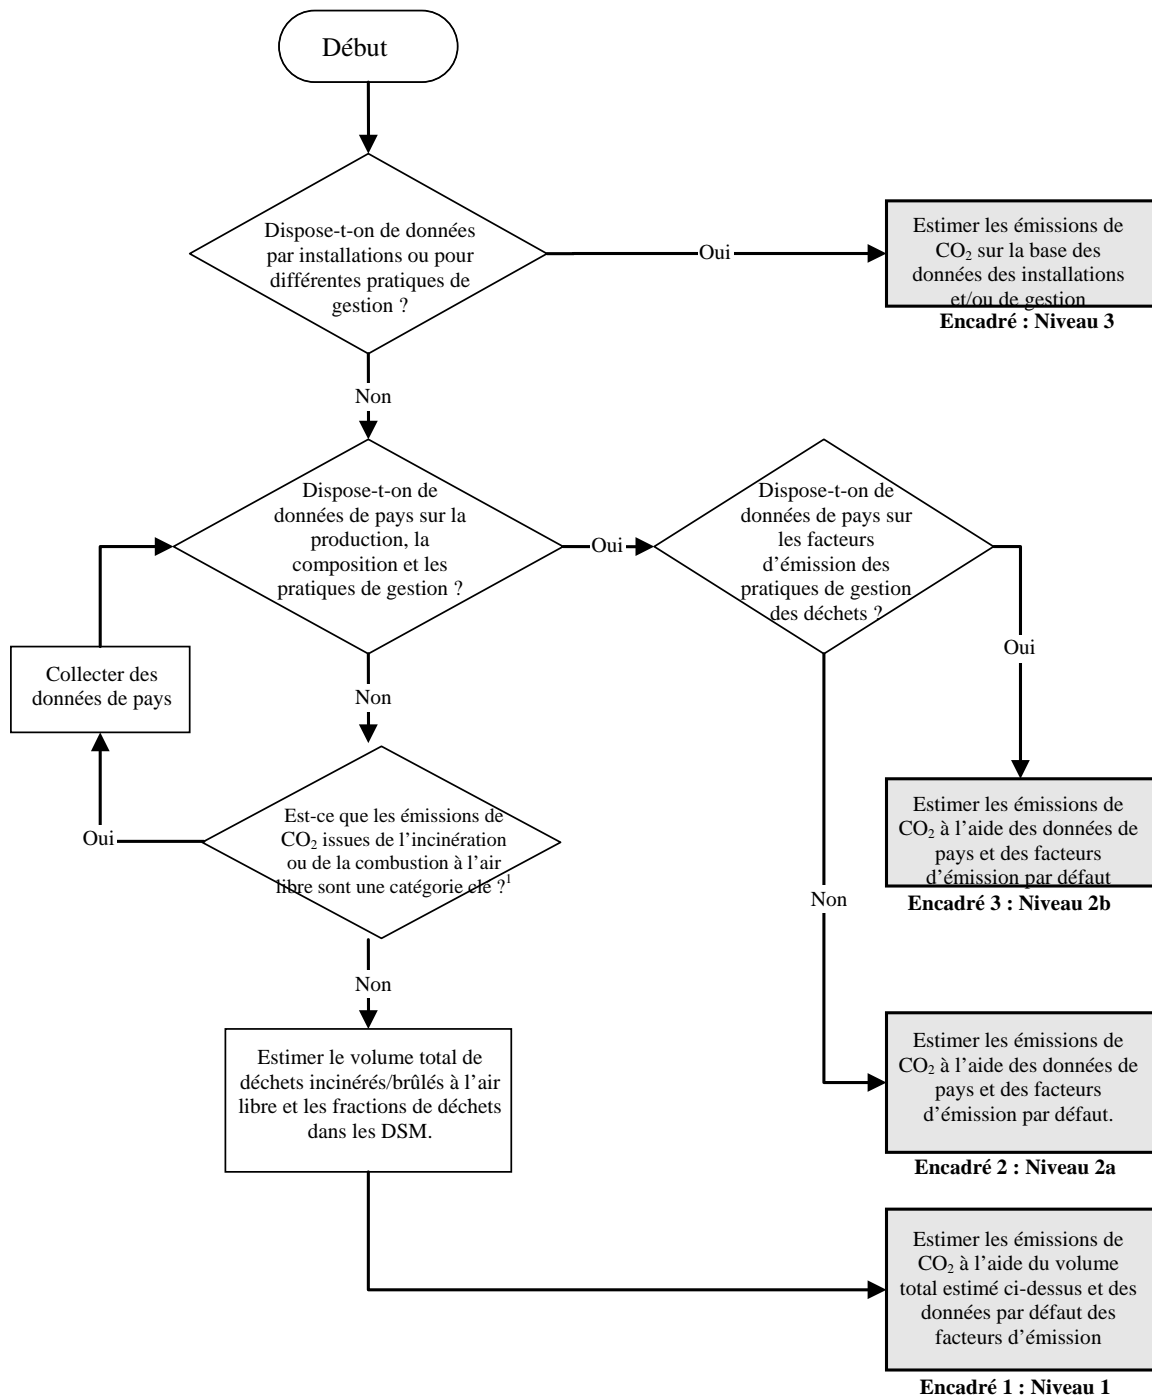 Début
Dispose-t-on de données
par installations ou pour
différentes pratiques de
gestion ?
Oui
Estimer les émissions de
CO₂ sur la base des
données des installations
et/ou de gestion
Encadré : Niveau 3
Non
Dispose-t-on de
données de pays sur la
production, la
composition et les
pratiques de gestion ?
Oui
Dispose-t-on de
données de pays sur
les facteurs
d’émission des
pratiques de gestion
des déchets ?
Oui
Collecter des
données de pays
Non
Est-ce que les émissions de
CO₂ issues de l’incinération
ou de la combustion à l’air
libre sont une catégorie clé ?¹
Oui
Estimer les émissions de
CO₂ à l’aide des données de
pays et des facteurs
d’émission par défaut
Encadré 3 : Niveau 2b
Non
Non
Estimer le volume total de
déchets incinérés/brûlés à l’air
libre et les fractions de déchets
dans les DSM.
Estimer les émissions de
CO₂ à l’aide des données de
pays et des facteurs
d’émission par défaut.
Encadré 2 : Niveau 2a
Estimer les émissions de
CO₂ à l’aide du volume
total estimé ci-dessus et des
données par défaut des
facteurs d’émission
Encadré 1 : Niveau 1